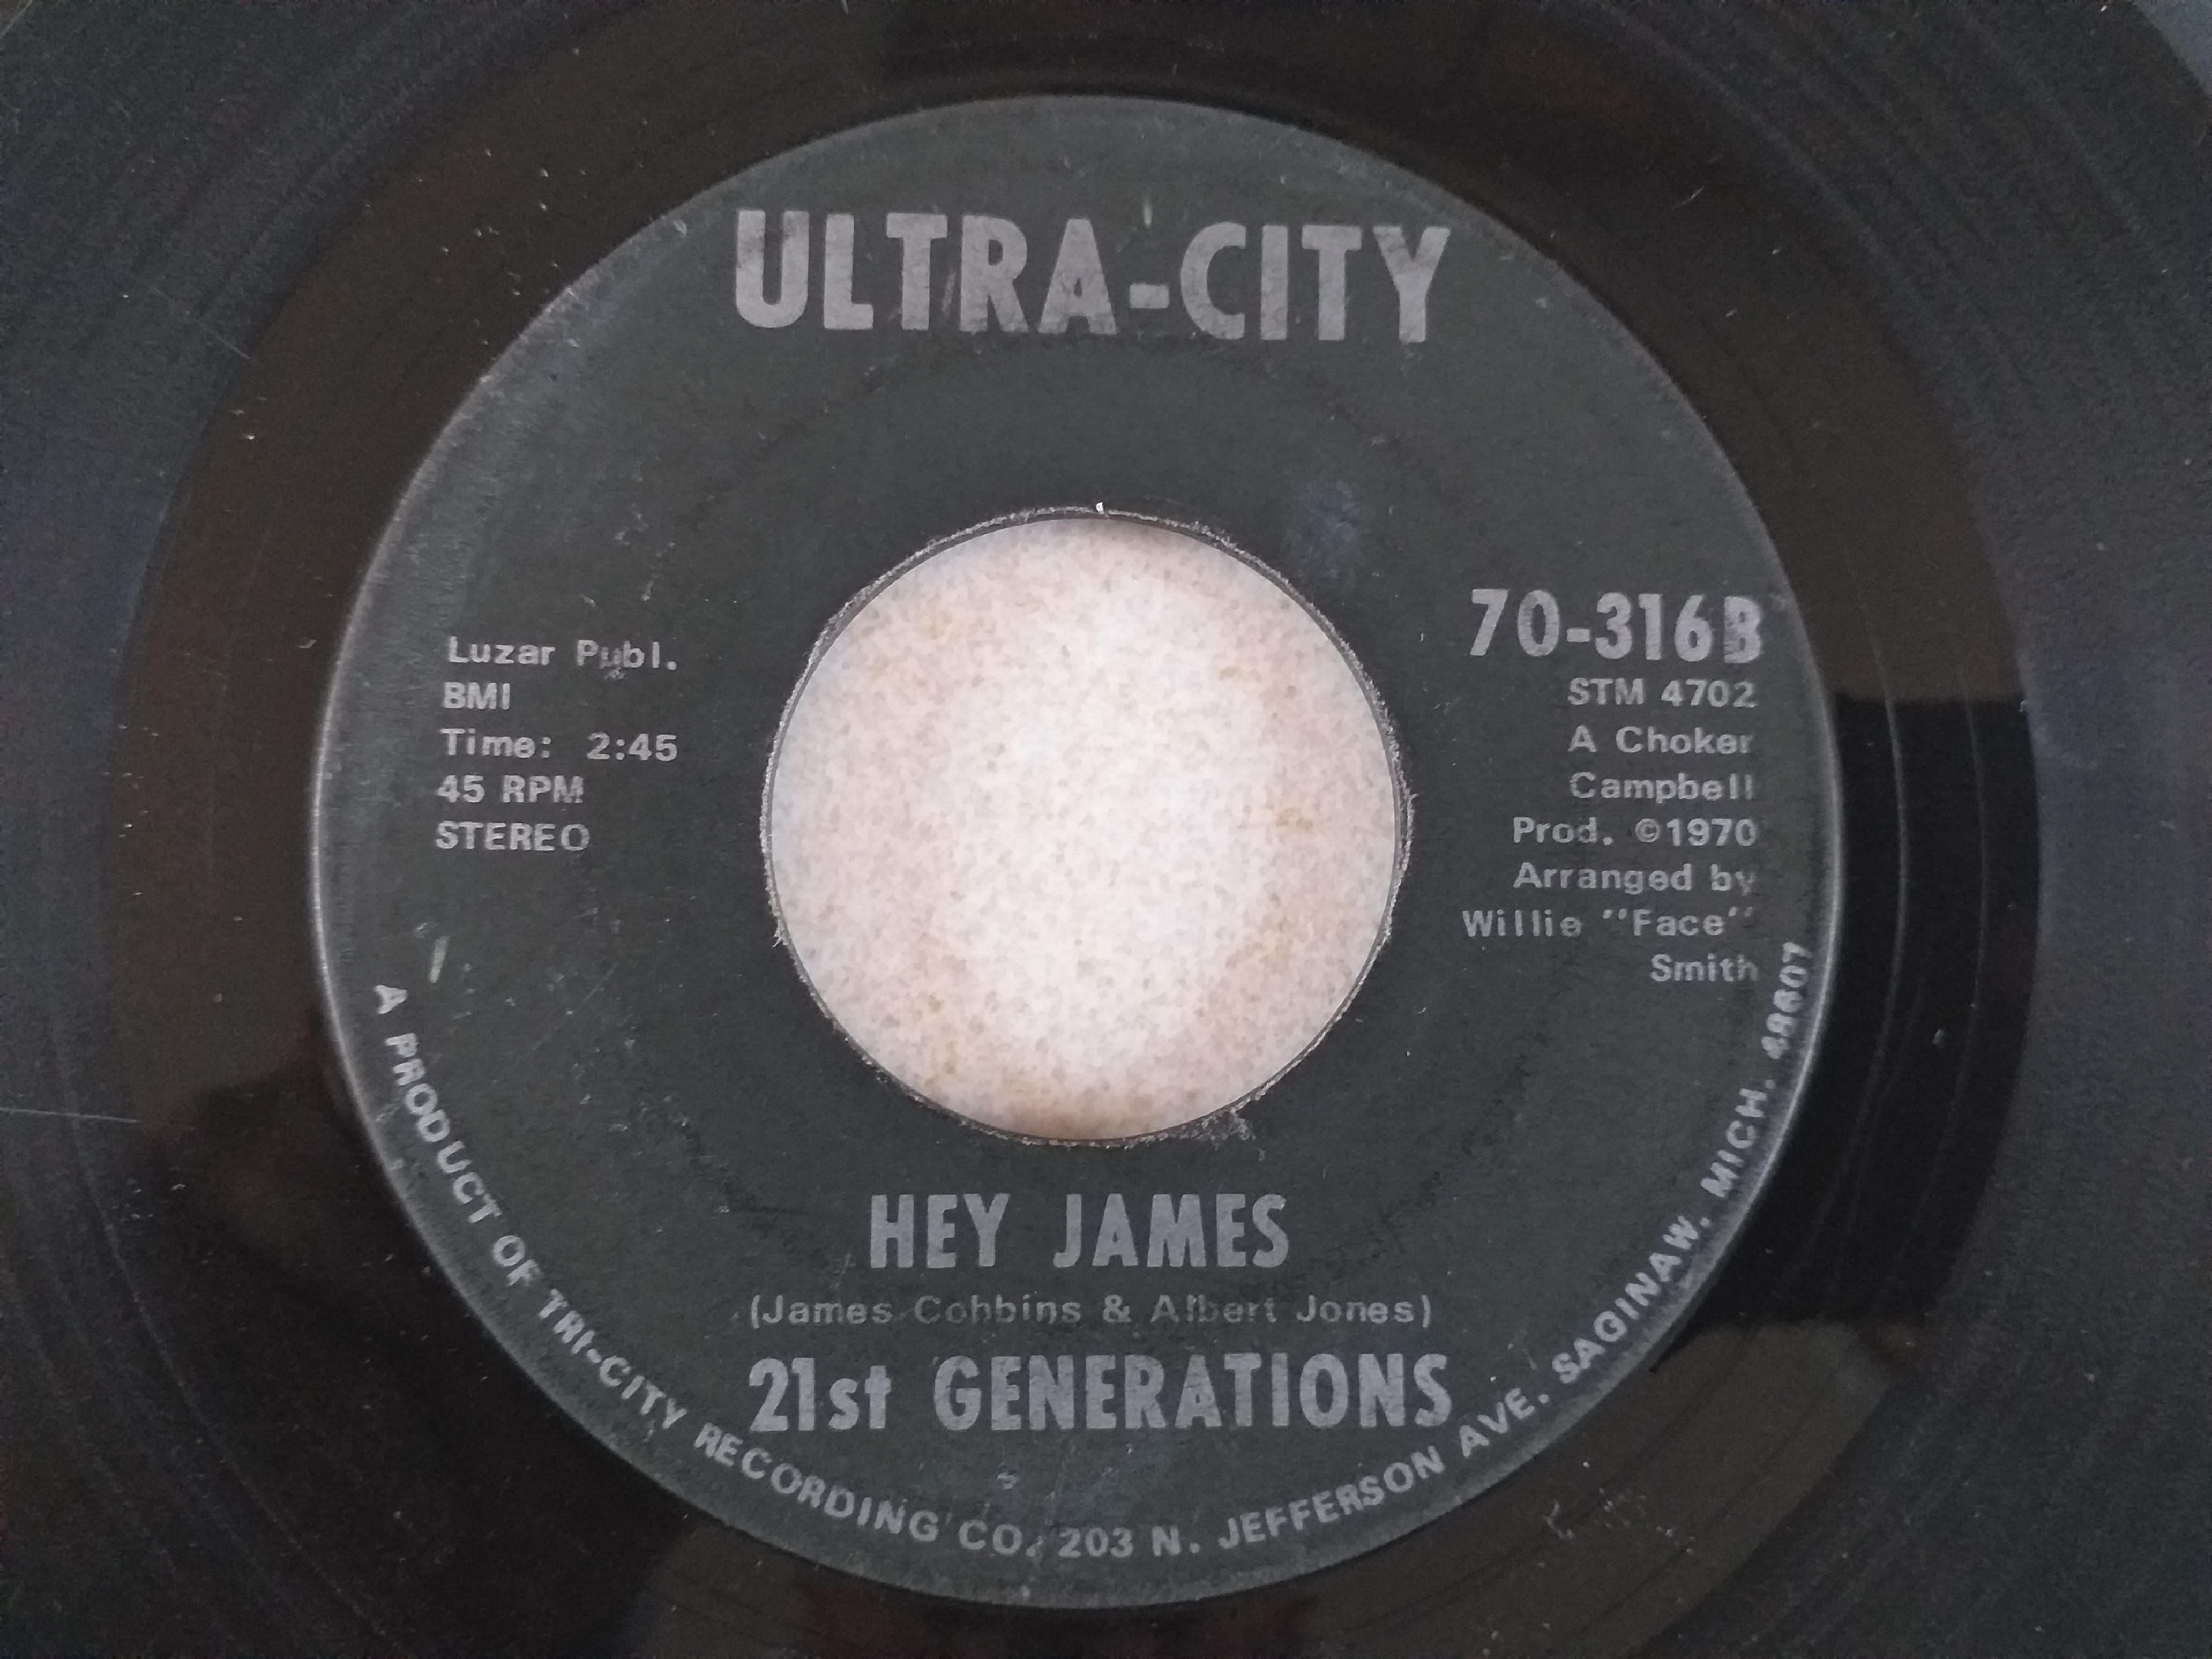 ULTRA-CITY
Luzar Publ.
BMI
Time: 2:45
45 RPM
STEREO
70-316B
STM 4702
A Choker
Campbell
Prod. ©1970
Arranged by
Willie "Face"
Smith
HEY JAMES
(James Cobbins & Albert Jones)
21st GENERATIONS
A PRODUCT OF TRI-CITY RECORDING CO. 203 N. JEFFERSON AVE. SAGINAW, MICH. 48607